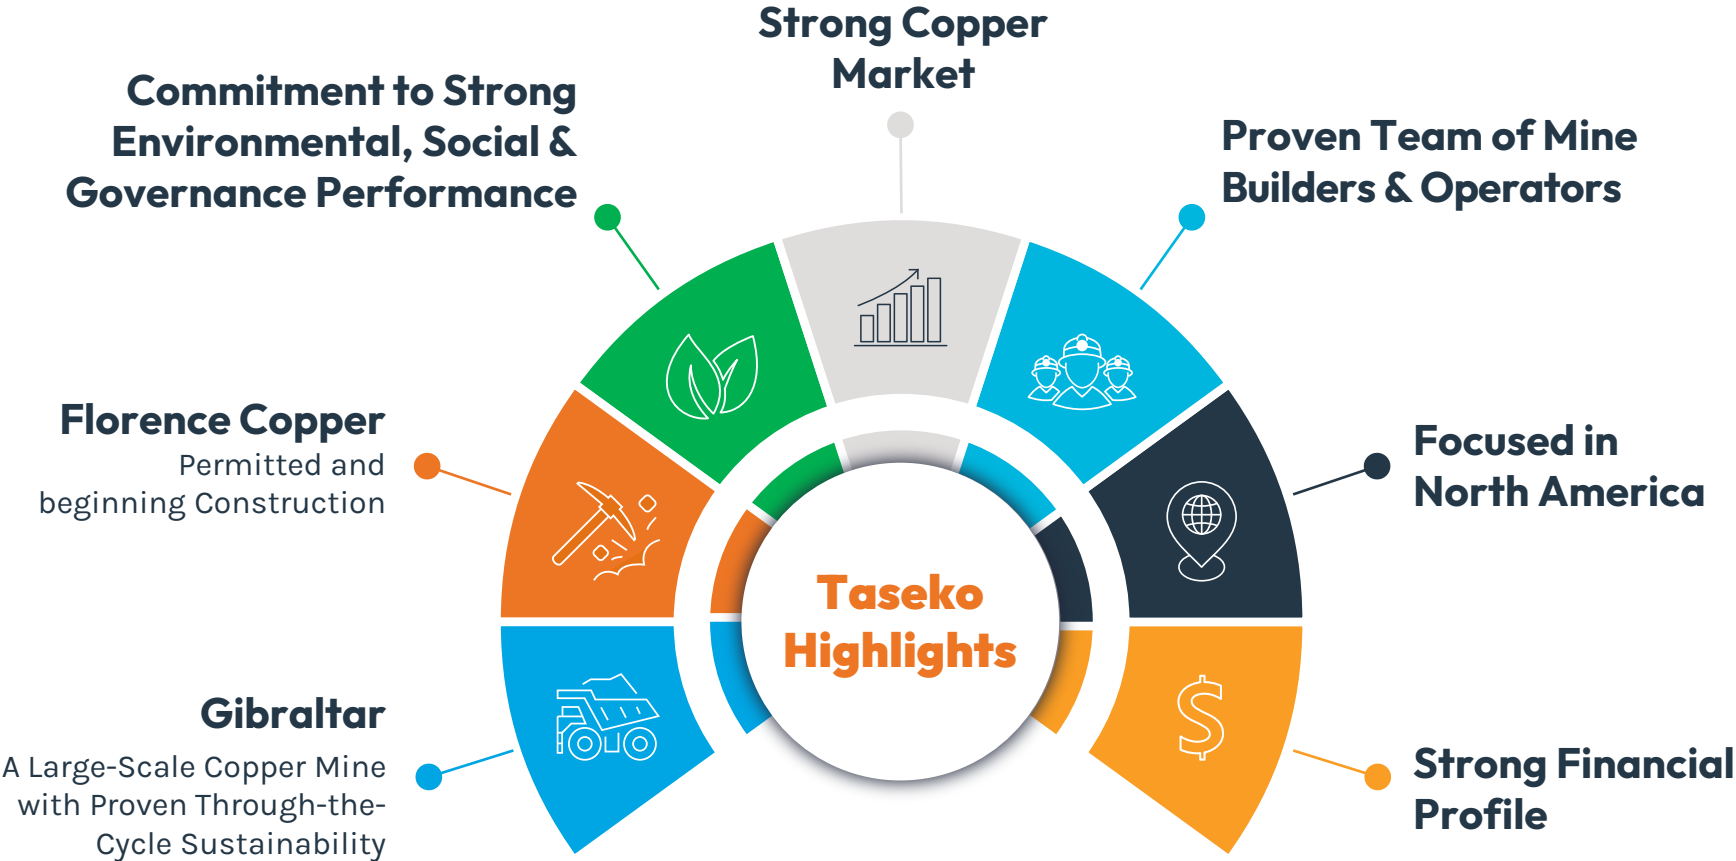 Strong Copper
Market
Commitment to Strong
Environmental, Social &
Governance Performance
Proven Team of Mine
Builders & Operators
Florence Copper
Permitted and
beginning Construction
Focused in
North America
Taseko
Highlights
Gibraltar
A Large-Scale Copper Mine
with Proven Through-the-
Cycle Sustainability
$
Strong Financial
Profile